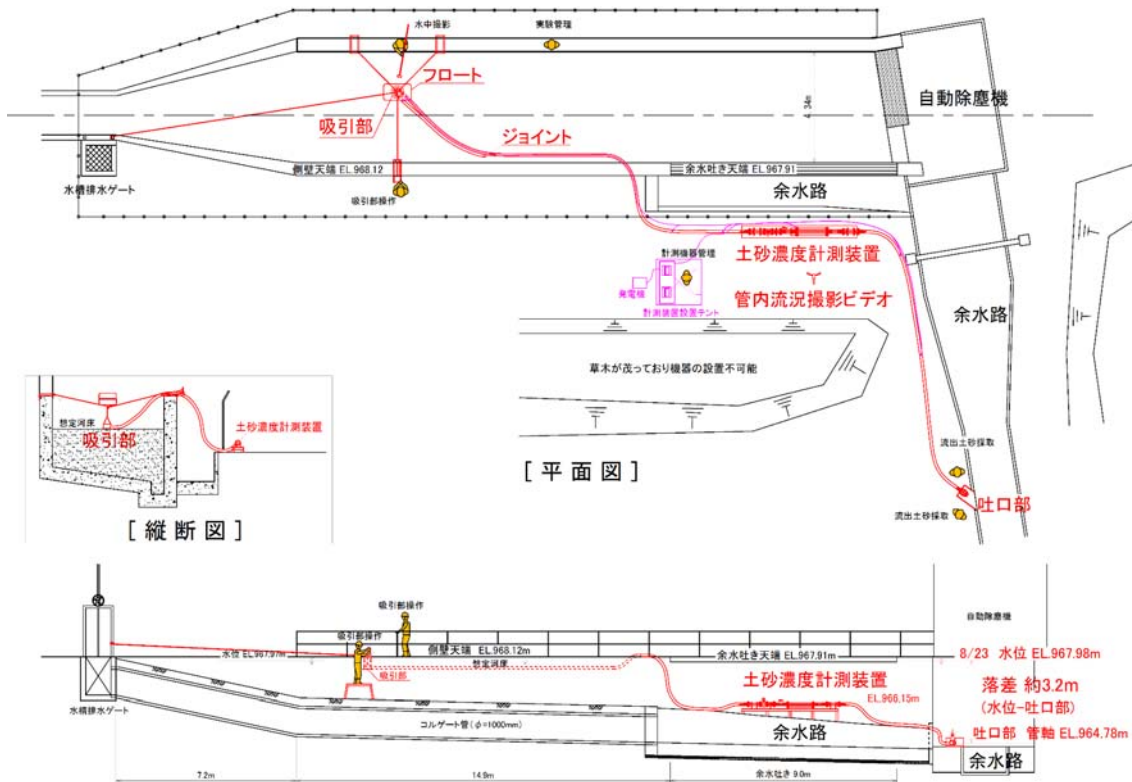 水中撮影
実験管理
フロート
自動除塵機
吸引部
ジョイント
4.34m
側壁天端 EL.968.12
余水吐き天端 EL.967.91
水槽排水ゲート
余水路
吸引部操作
計測機器管理
土砂濃度計測装置
発電機
管内流況撮影ビデオ
計測装置設置テント
余水路
草木が茂っており機器の設置不可能
想定河床
土砂濃度計測装置
吸引部
[ 平 面 図 ]
流出土砂採取
吐口部
流出土砂採取
[ 縦 断 図 ]
吸引部操作
自動除塵機
吸引部操作
水位 EL.967.97m
側壁天端 EL.968.12m
余水吐き天端 EL.967.91m
8/23 水位 EL.967.98m
想定河床
吸引部
土砂濃度計測装置
EL.966.15m
落差 約3.2m
(水位−吐口部)
水槽排水ゲート
コルゲート管(φ=1000mm)
余水路
吐口部 管軸 EL.964.78m
余水路
7.2m
14.9m
余水吐き 9.0m